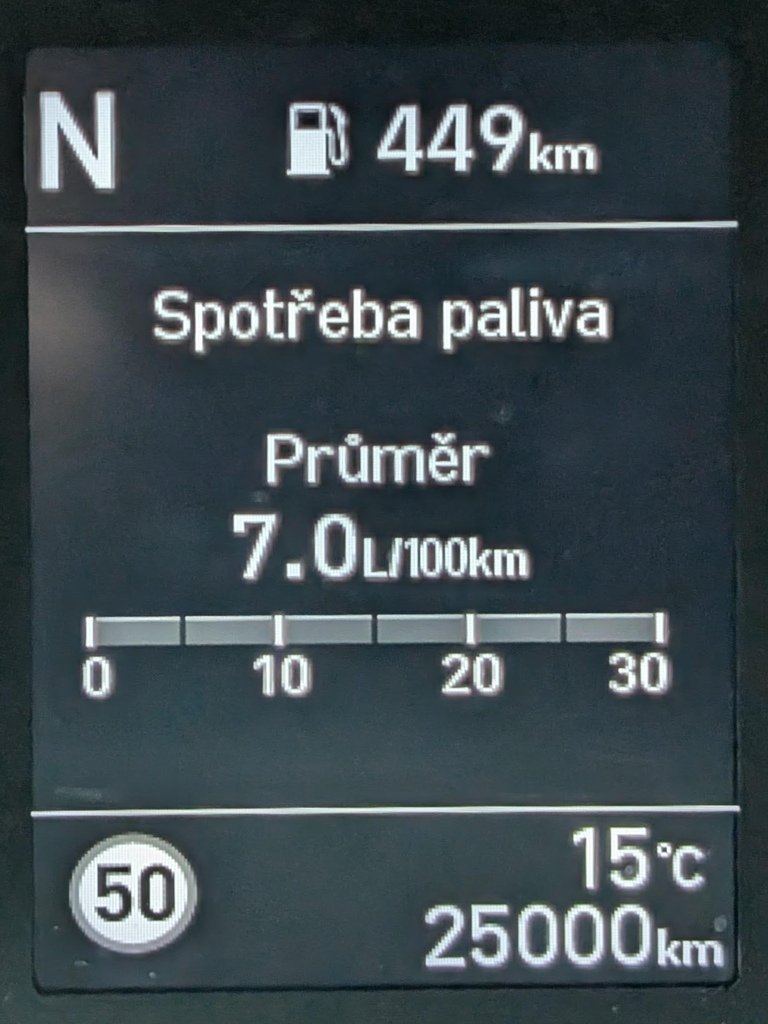 N 449km
Spotřeba paliva
Průměr
7.0L/100km
0 10 20 30
15°C
50 25000km